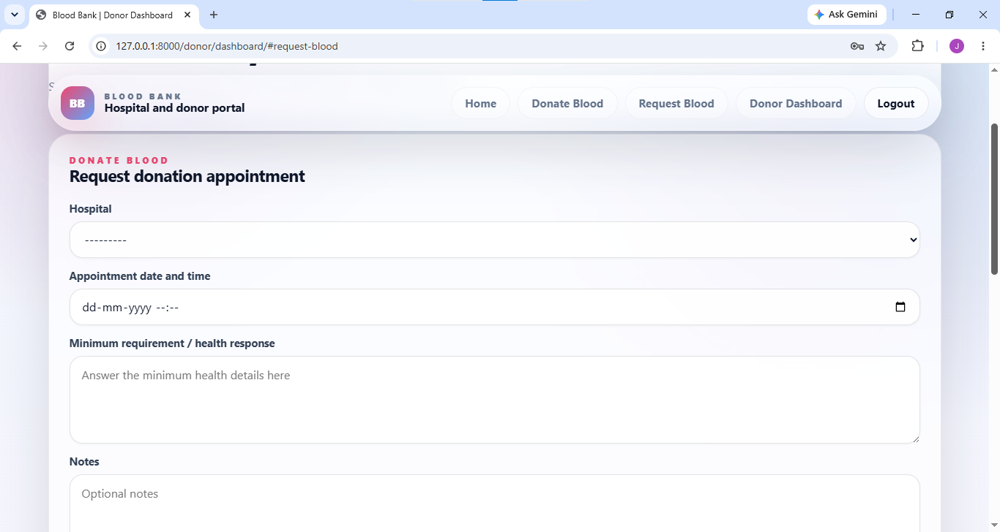 Blood Bank | Donor Dashboard
Ask Gemini
127.0.0.1:8000/donor/dashboard/#request-blood
J
BB
BLOOD BANK
Hospital and donor portal
Home
Donate Blood
Request Blood
Donor Dashboard
Logout
DONATE BLOOD
Request donation appointment
Hospital
---------
Appointment date and time
dd-mm-yyyy --:--
Minimum requirement / health response
Answer the minimum health details here
Notes
Optional notes